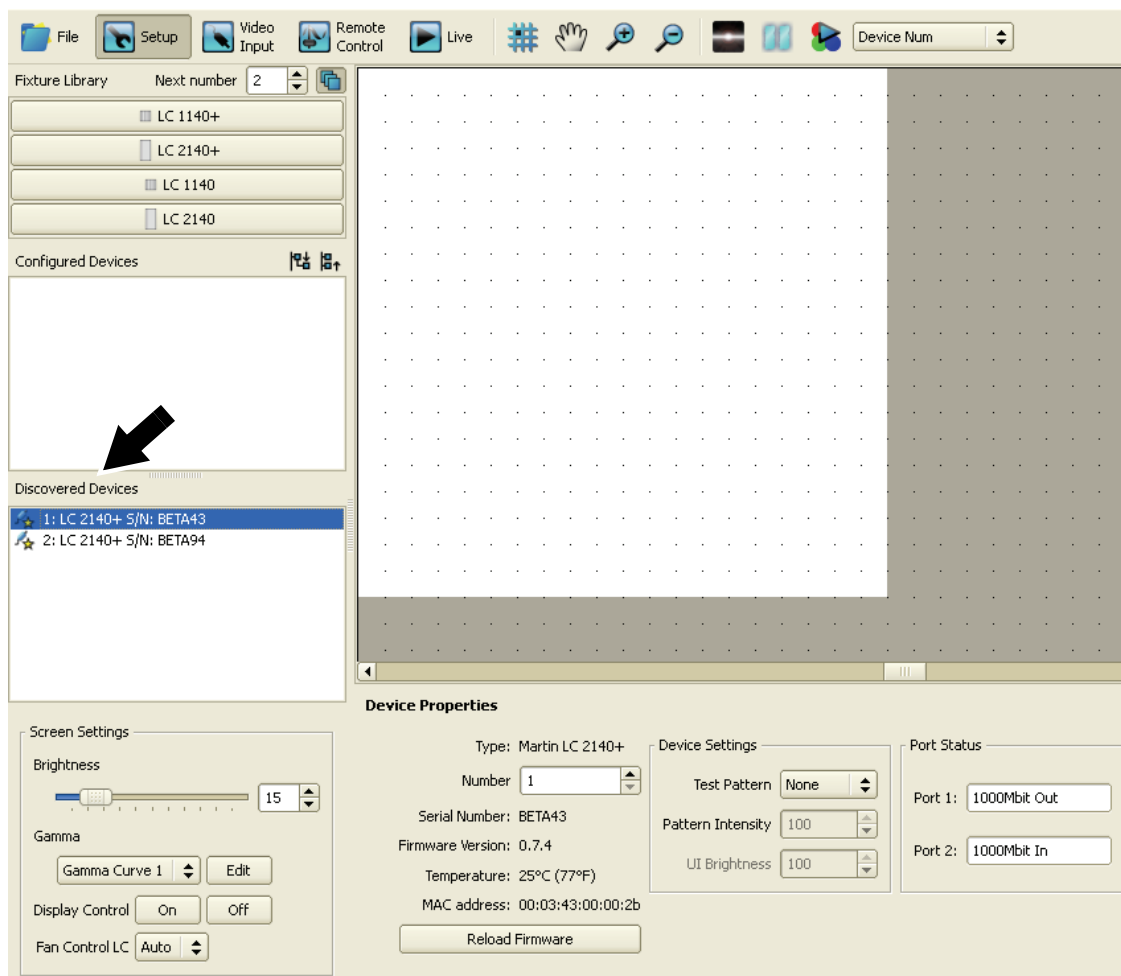 File
Setup
Video
Input
Remote
Control
Live
Device Num
Fixture Library
Next number
2
LC 1140+
LC 2140+
LC 1140
LC 2140
Configured Devices
Discovered Devices
1: LC 2140+ S/N: BETA43
2: LC 2140+ S/N: BETA94
Screen Settings
Brightness
15
Gamma
Gamma Curve 1
Edit
Display Control
On
Off
Fan Control LC
Auto
Device Properties
Type: Martin LC 2140+
Number 1
Serial Number: BETA43
Firmware Version: 0.7.4
Temperature: 25°C (77°F)
MAC address: 00:03:43:00:00:2b
Reload Firmware
Device Settings
Test Pattern None
Pattern Intensity 100
UI Brightness 100
Port Status
Port 1: 1000Mbit Out
Port 2: 1000Mbit In